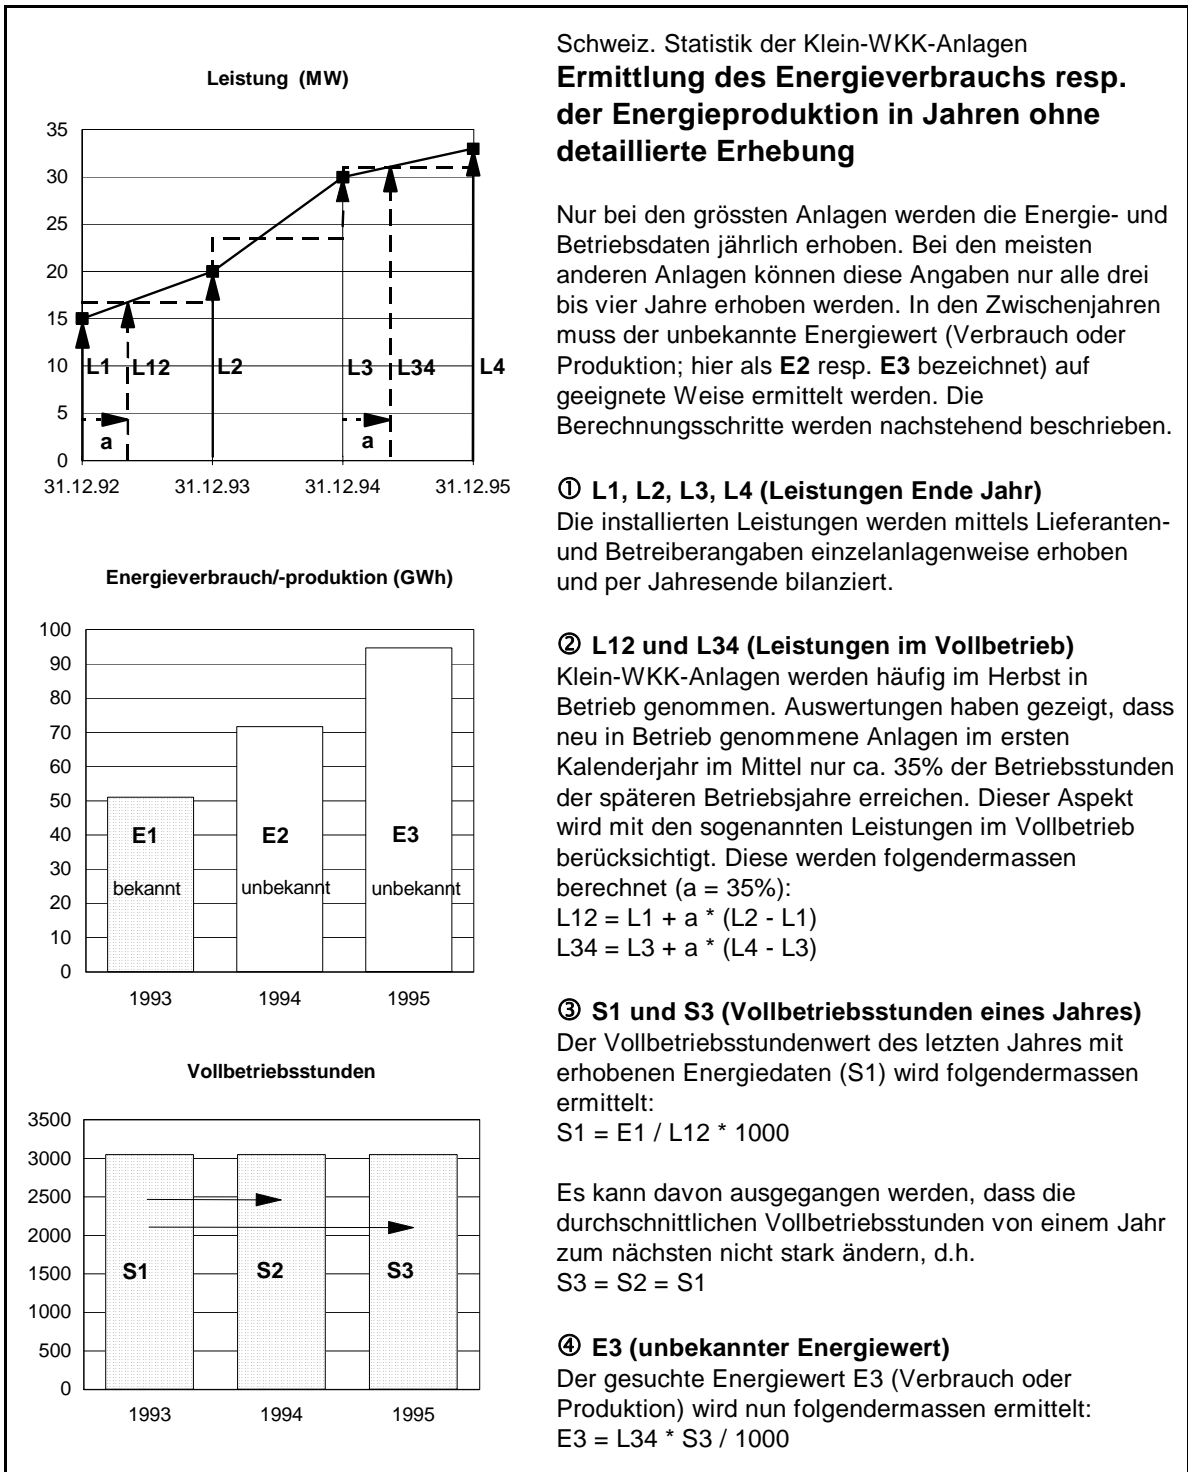 Schweiz. Statistik der Klein-WKK-Anlagen
Ermittlung des Energieverbrauchs resp.
der Energieproduktion in Jahren ohne
detaillierte Erhebung
Nur bei den grössten Anlagen werden die Energie- und
Betriebsdaten jährlich erhoben. Bei den meisten
anderen Anlagen können diese Angaben nur alle drei
bis vier Jahre erhoben werden. In den Zwischenjahren
muss der unbekannte Energiewert (Verbrauch oder
Produktion; hier als E2 resp. E3 bezeichnet) auf
geeignete Weise ermittelt werden. Die
Berechnungsschritte werden nachstehend beschrieben.
① L1, L2, L3, L4 (Leistungen Ende Jahr)
Die installierten Leistungen werden mittels Lieferanten-
und Betreiberangaben einzelanlagenweise erhoben
und per Jahresende bilanziert.
② L12 und L34 (Leistungen im Vollbetrieb)
Klein-WKK-Anlagen werden häufig im Herbst in
Betrieb genommen. Auswertungen haben gezeigt, dass
neu in Betrieb genommene Anlagen im ersten
Kalenderjahr im Mittel nur ca. 35% der Betriebsstunden
der späteren Betriebsjahre erreichen. Dieser Aspekt
wird mit den sogenannten Leistungen im Vollbetrieb
berücksichtigt. Diese werden folgendermassen
berechnet (a = 35%):
L12 = L1 + a * (L2 - L1)
L34 = L3 + a * (L4 - L3)
③ S1 und S3 (Vollbetriebsstunden eines Jahres)
Der Vollbetriebsstundenwert des letzten Jahres mit
erhobenen Energiedaten (S1) wird folgendermassen
ermittelt:
S1 = E1 / L12 * 1000
Es kann davon ausgegangen werden, dass die
durchschnittlichen Vollbetriebsstunden von einem Jahr
zum nächsten nicht stark ändern, d.h.
S3 = S2 = S1
④ E3 (unbekannter Energiewert)
Der gesuchte Energiewert E3 (Verbrauch oder
Produktion) wird nun folgendermassen ermittelt:
E3 = L34 * S3 / 1000
Leistung (MW)
35
30
25
20
15
10
5
0
L1 L12 L2 L3 L34 L4
a a
31.12.92 31.12.93 31.12.94 31.12.95
Energieverbrauch/-produktion (GWh)
100
90
80
70
60
50
40
30
20
10
0
E1 E2 E3
bekannt unbekannt unbekannt
1993 1994 1995
Vollbetriebsstunden
3500
3000
2500
2000
1500
1000
500
0
S1 S2 S3
1993 1994 1995